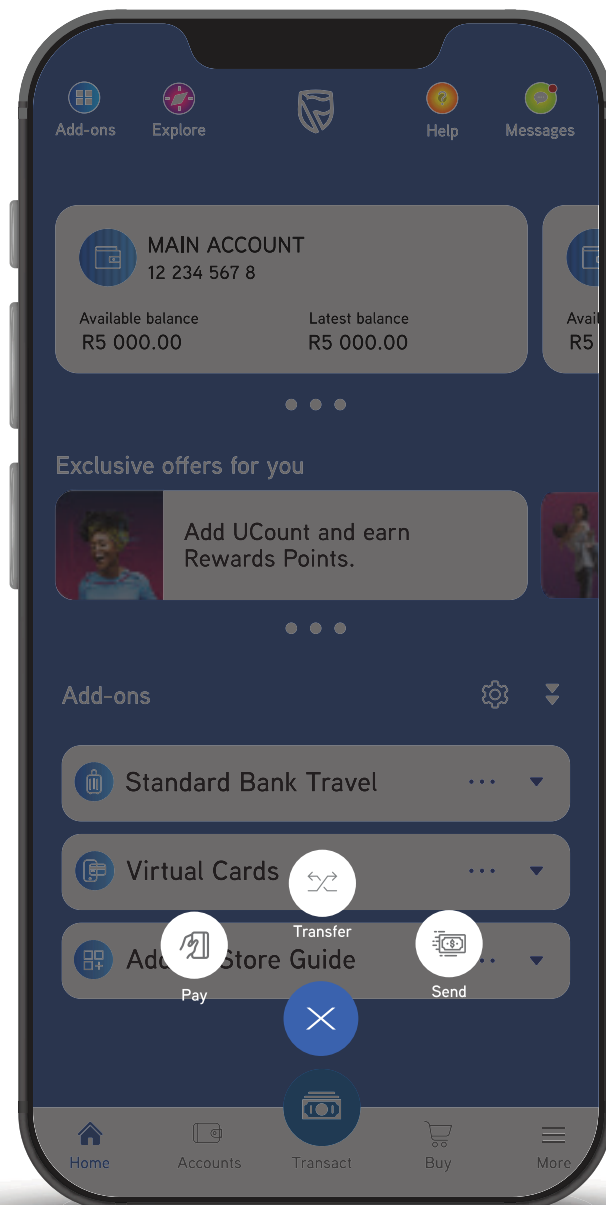 Add-ons
Explore
Help
Messages
MAIN ACCOUNT
12 234 567 8
Available balance
Latest balance
R5 000.00
R5 000.00
Avail
R5
Exclusive offers for you
Add UCount and earn
Rewards Points.
Add-ons
Standard Bank Travel
Virtual Cards
Transfer
Store Guide
Pay
Send
Home
Accounts
Transact
Buy
More